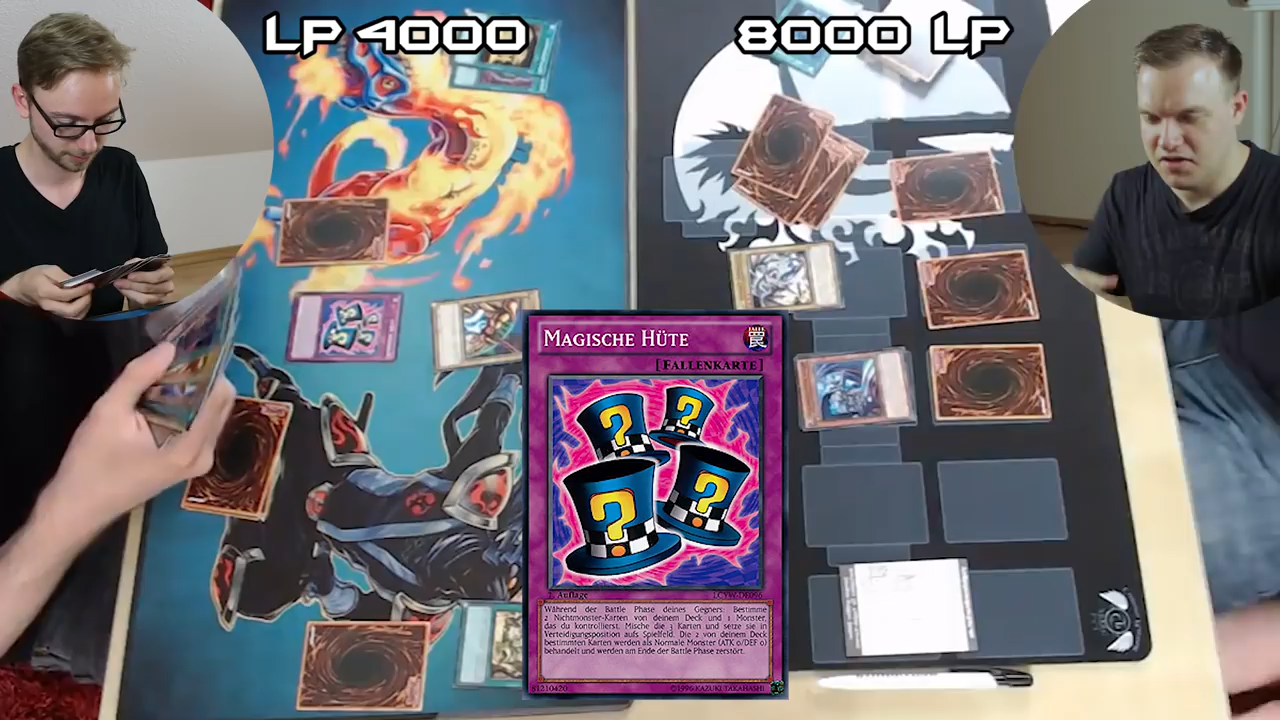 LP 4000
8000 LP
Magische Hüte
[Fallenkarte]
1. Auflage
LCYW-DE096
Während der Battle Phase deines Gegners: Bestimme
2 Nichtmonster-Karten von deinem Deck und 1 Monster,
das du kontrollierst. Mische die 3 Karten und setze sie in
Verteidigungsposition aufs Spielfeld. Die 2 von deinem Deck
bestimmten Karten werden als Normale Monster (ATK 0/DEF 0)
behandelt und werden am Ende der Battle Phase zerstört.
81210420
©1996 KAZUKI TAKAHASHI